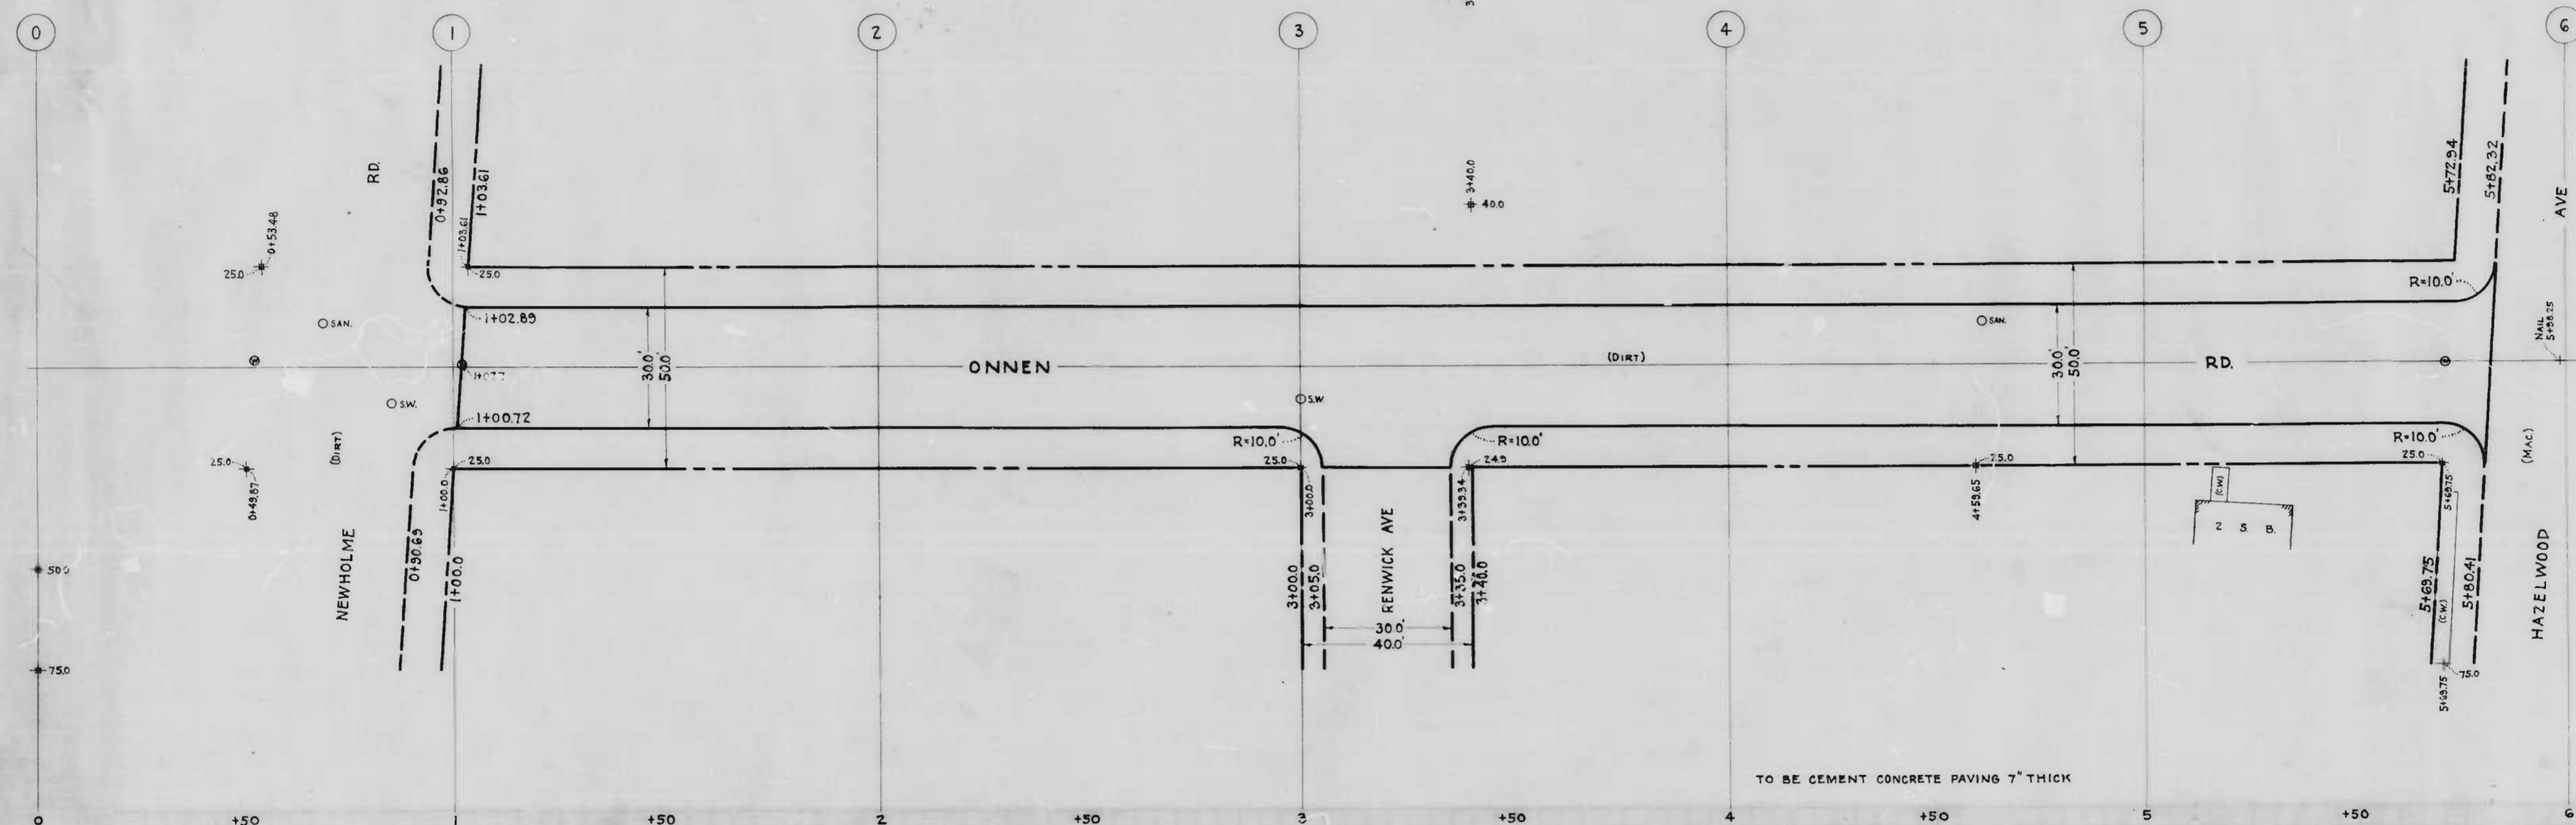 0
1
2
3
4
5
6
3+40.0
40.0
RD.
0+92.86
1+03.61
1+03.61
25.0
0+53.48
25.0
5+72.94
5+82.32
AVE
R=10.0'
NAIL
5+98.25
SAN.
1+02.89
30.0'
50.0'
ONNEN
(DIRT)
SAN.
30.0'
50.0'
RD.
S.W.
1+00.72
S.W.
R=10.0'
R=10.0'
R=10.0'
(MAC.)
25.0
0+49.87
(DIRT)
25.0
1+00.0
25.0
3+00.0
24.9
3+39.34
25.0
4+59.65
25.0
5+69.75
(C.W.)
2 S. B.
NEWHOLME
0+90.69
1+00.0
3+00.0
3+05.0
RENWICK AVE
3+35.0
3+40.0
30.0'
40.0'
5+69.75
(C.W.)
5+80.41
HAZELWOOD
50.0
75.0
75.0
5+69.75
TO BE CEMENT CONCRETE PAVING 7" THICK
0 +50 1 +50 2 +50 3 +50 4 +50 5 +50 6